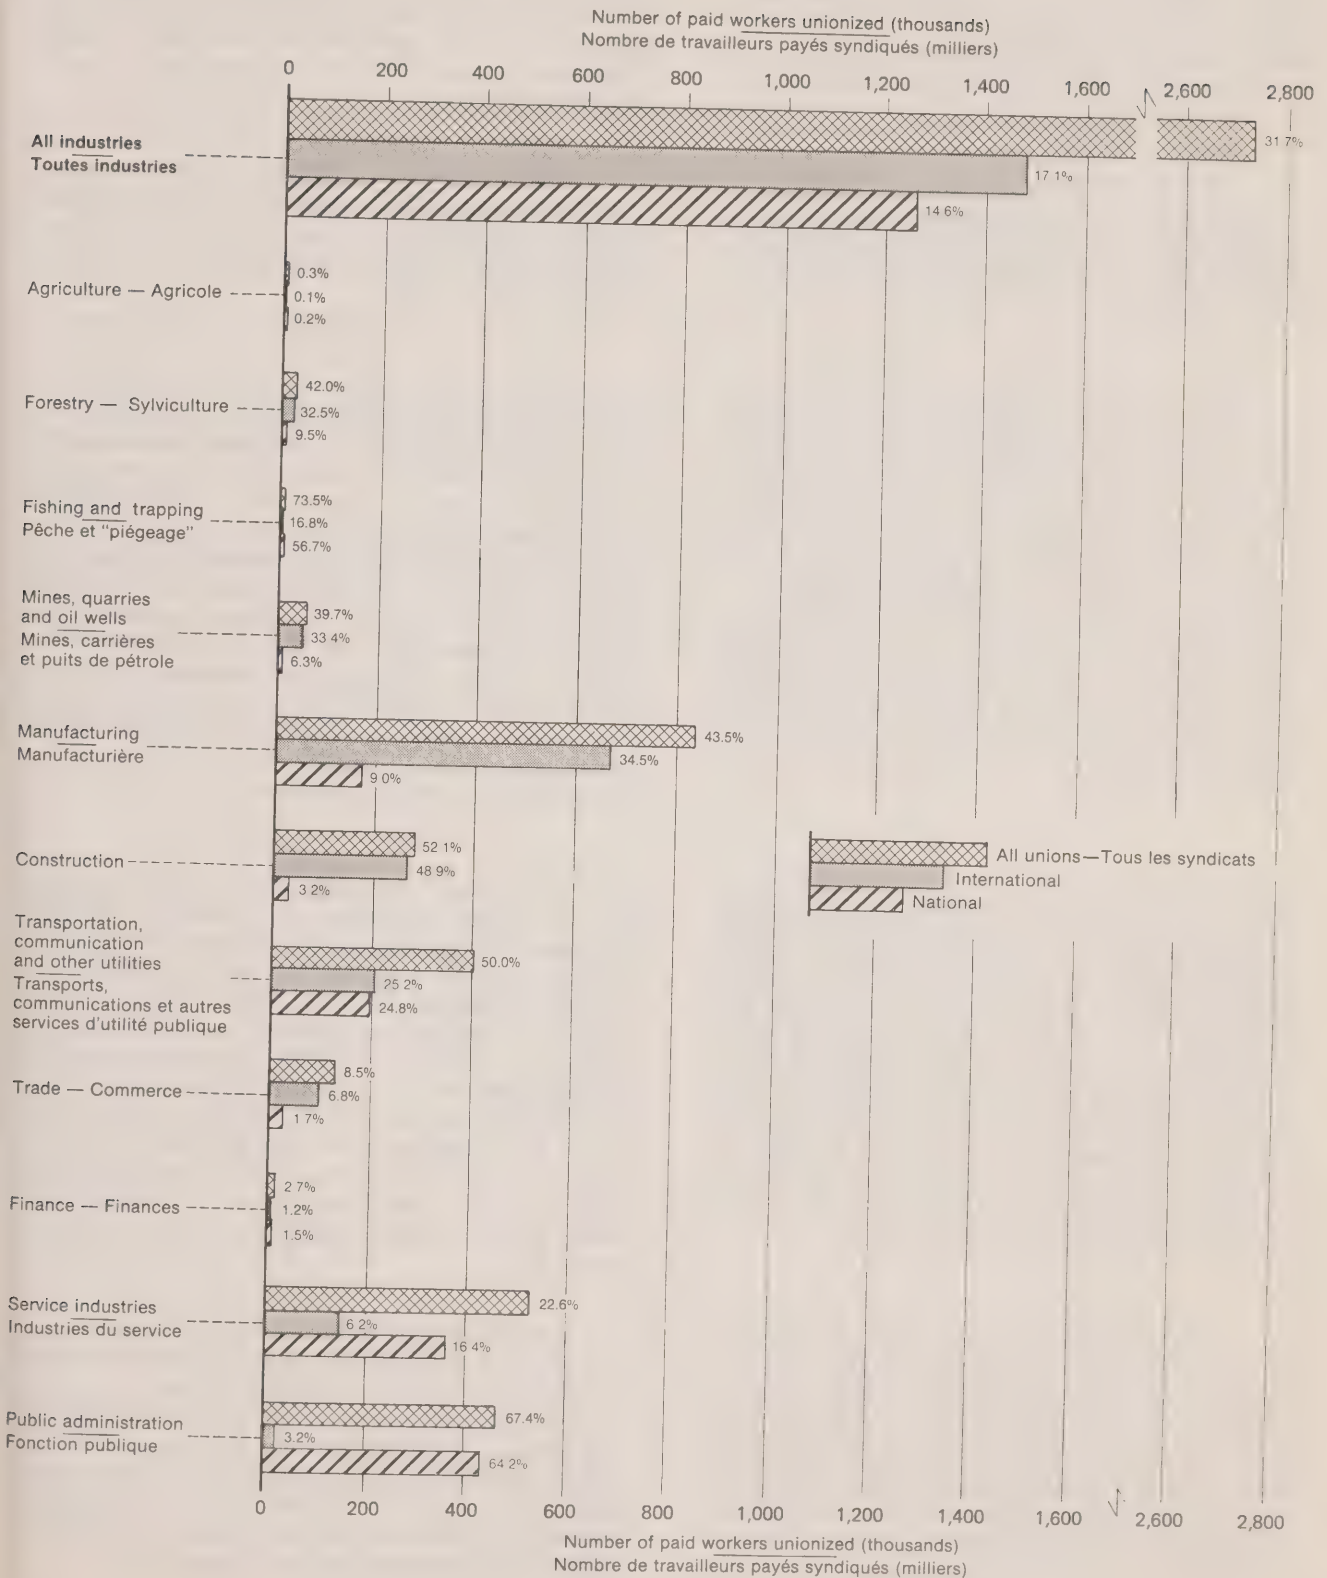 Number of paid workers unionized (thousands)
Nombre de travailleurs payés syndiqués (milliers)
0 200 400 600 800 1,000 1,200 1,400 1,600 2,600 2,800
All industries
Toutes industries
31 7%
17 1%
14 6%
Agriculture — Agricole
0.3%
0.1%
0.2%
Forestry — Sylviculture
42.0%
32.5%
9.5%
Fishing and trapping
Pêche et "piégeage"
73.5%
16.8%
56.7%
Mines, quarries
and oil wells
Mines, carrières
et puits de pétrole
39.7%
33 4%
6.3%
Manufacturing
Manufacturière
43.5%
34.5%
9 0%
Construction
52 1%
48 9%
3 2%
All unions—Tous les syndicats
International
National
Transportation,
communication
and other utilities
Transports,
communications et autres
services d'utilité publique
50.0%
25 2%
24.8%
Trade — Commerce
8.5%
6.8%
1 7%
Finance — Finances
2 7%
1.2%
1.5%
Service industries
Industries du service
22.6%
6 2%
16 4%
Public administration
Fonction publique
67.4%
3.2%
64 2%
0 200 400 600 800 1,000 1,200 1,400 1,600 2,600 2,800
Number of paid workers unionized (thousands)
Nombre de travailleurs payés syndiqués (milliers)